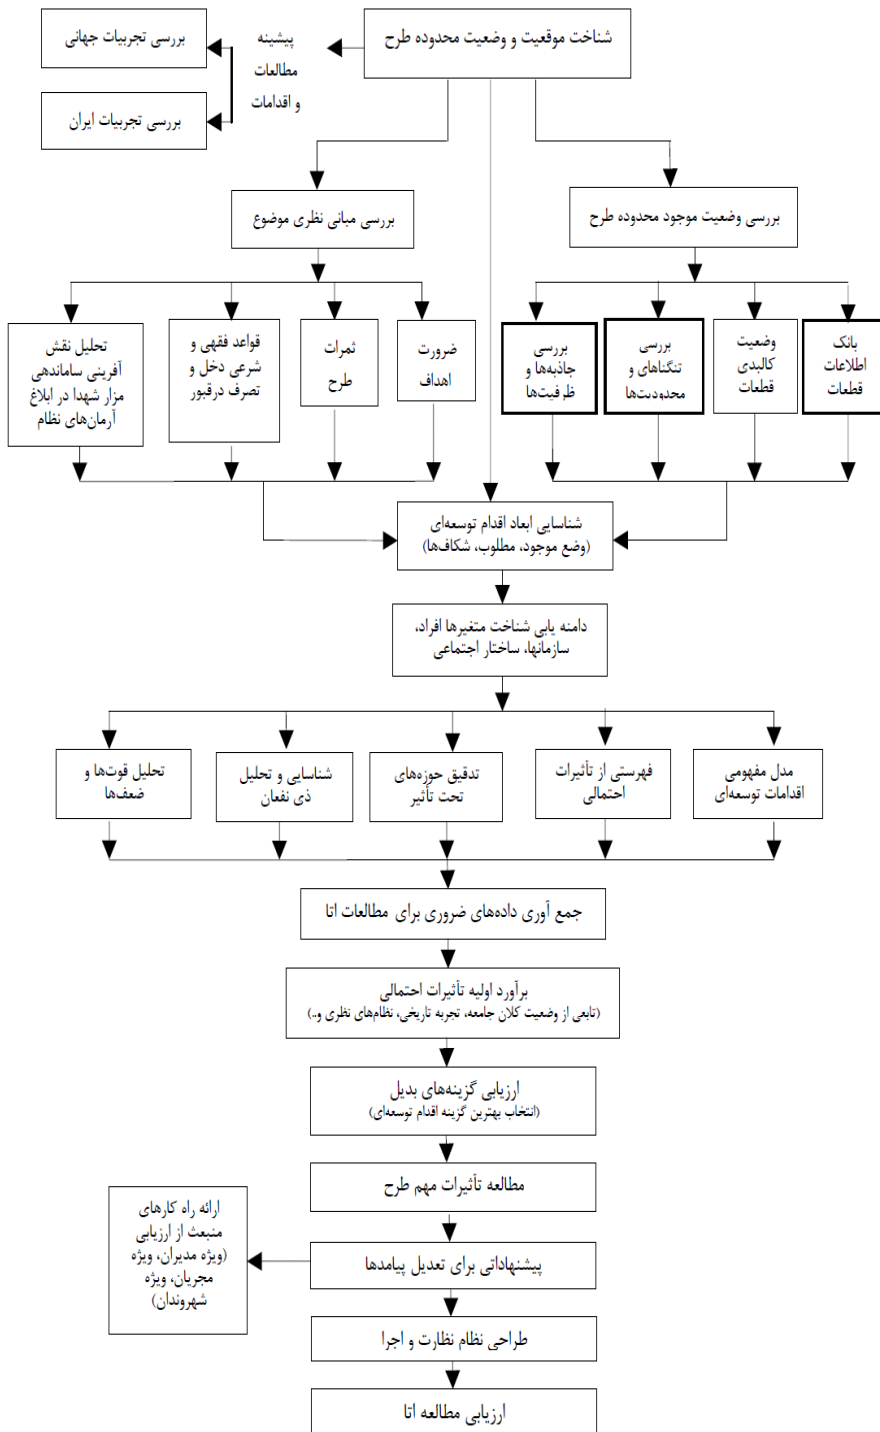 شناخت موقعیت و وضعیت محدوده طرح
پیشینه
مطالعات
و اقدامات
بررسی تجربیات جهانی
بررسی تجربیات ایران
بررسی وضعیت موجود محدوده طرح
بررسی مبانی نظری موضوع
بانک
اطلاعات
قطعات
وضعیت
کالبدی
قطعات
بررسی
تنگناهای و
محدودیت‌ها
بررسی
جاذبه‌ها و
ظرفیت‌ها
ضرورت
اهداف
ثمرات
طرح
قواعد فقهی و
شرعی دخل و
تصرف درقبور
تحلیل نقش
آفرینی ساماندهی
مزار شهدا در ابلاغ
آرمان‌های نظام
شناسایی ابعاد اقدام توسعه‌ای
(وضع موجود، مطلوب، شکاف‌ها)
دامنه یابی شناخت متغیرها افراد،
سازمانها، ساختار اجتماعی
مدل مفهومی
اقدامات توسعه‌ای
فهرستی از تأثیرات
احتمالی
تدقیق حوزه‌های
تحت تأثیر
شناسایی و تحلیل
ذی نفعان
تحلیل قوت‌ها و
ضعف‌ها
جمع آوری داده‌های ضروری برای مطالعات اتا
برآورد اولیه تأثیرات احتمالی
(تابعی از وضعیت کلان جامعه، تجربه تاریخی، نظام‌های نظری و..)
ارزیابی گزینه‌های بدیل
(انتخاب بهترین گزینه اقدام توسعه‌ای)
مطالعه تأثیرات مهم طرح
پیشنهاداتی برای تعدیل پیامدها
ارائه راه کارهای
منبعث از ارزیابی
(ویژه مدیران، ویژه
مجریان، ویژه
شهروندان)
طراحی نظام نظارت و اجرا
ارزیابی مطالعه اتا